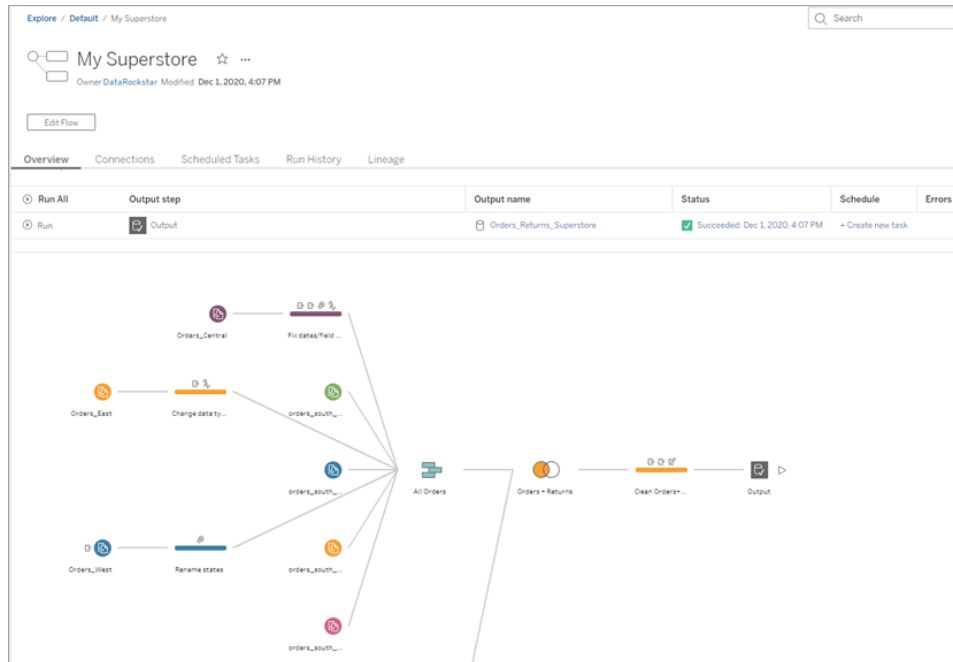 Explore / Default / My Superstore
Search
My Superstore
Owner DataRockstar Modified Dec 1, 2020, 4:07 PM
Edit Flow
Overview Connections Scheduled Tasks Run History Lineage
Run All Output step Output name Status Schedule Errors
Run Output Orders_Returns_Superstore Succeeded: Dec 1, 2020, 4:07 PM + Create new task
Orders_Central Fix dates/field ...
Orders_East Change data ty... orders_south_...
orders_south_... All Orders Orders + Returns Clean Orders+... Output
Orders_West Rename states orders_south_...
orders_south_...